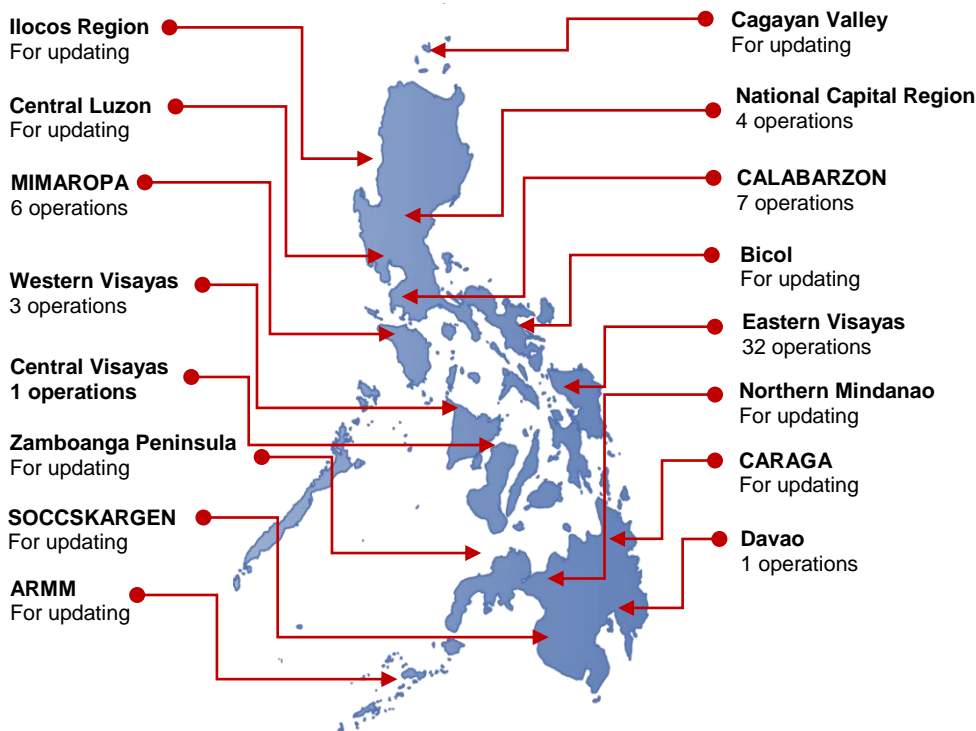 Ilocos Region
For updating
Central Luzon
For updating
MIMAROPA
6 operations
Western Visayas
3 operations
Central Visayas
1 operations
Zamboanga Peninsula
For updating
SOCCSKARGEN
For updating
ARMM
For updating
Cagayan Valley
For updating
National Capital Region
4 operations
CALABARZON
7 operations
Bicol
For updating
Eastern Visayas
32 operations
Northern Mindanao
For updating
CARAGA
For updating
Davao
1 operations